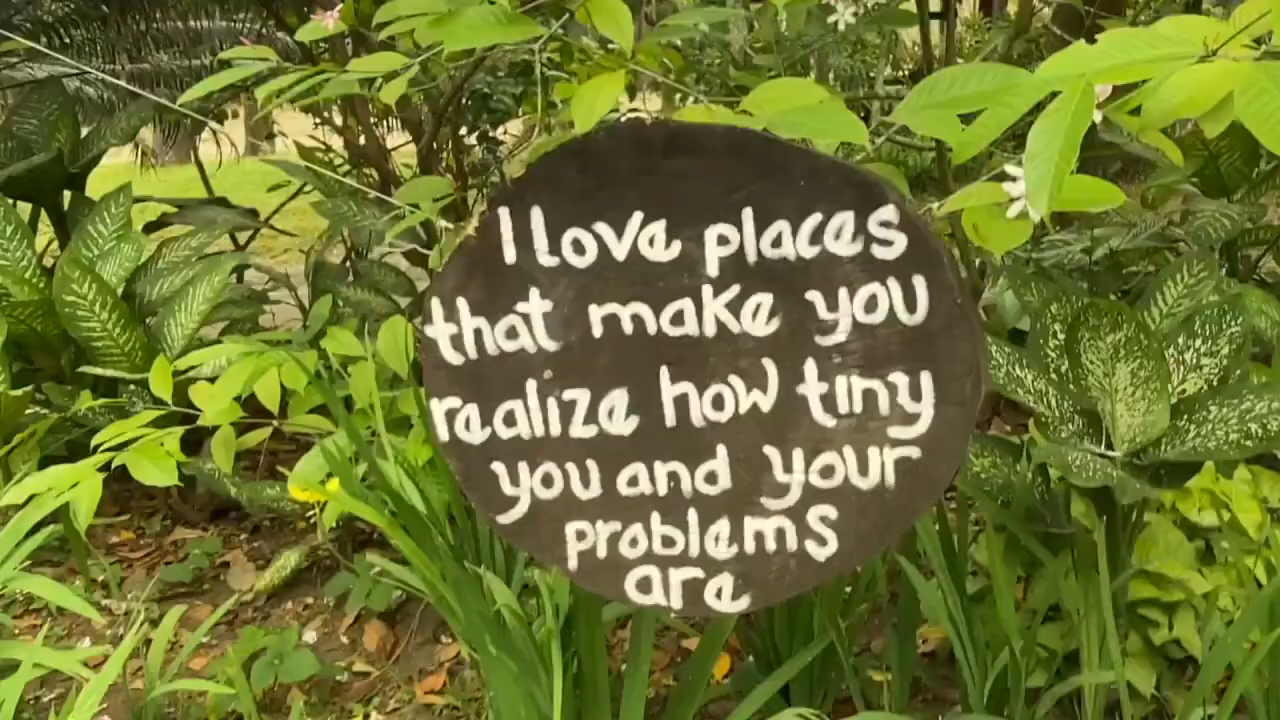 I love places
that make you
realize how tiny
you and your
problems
are